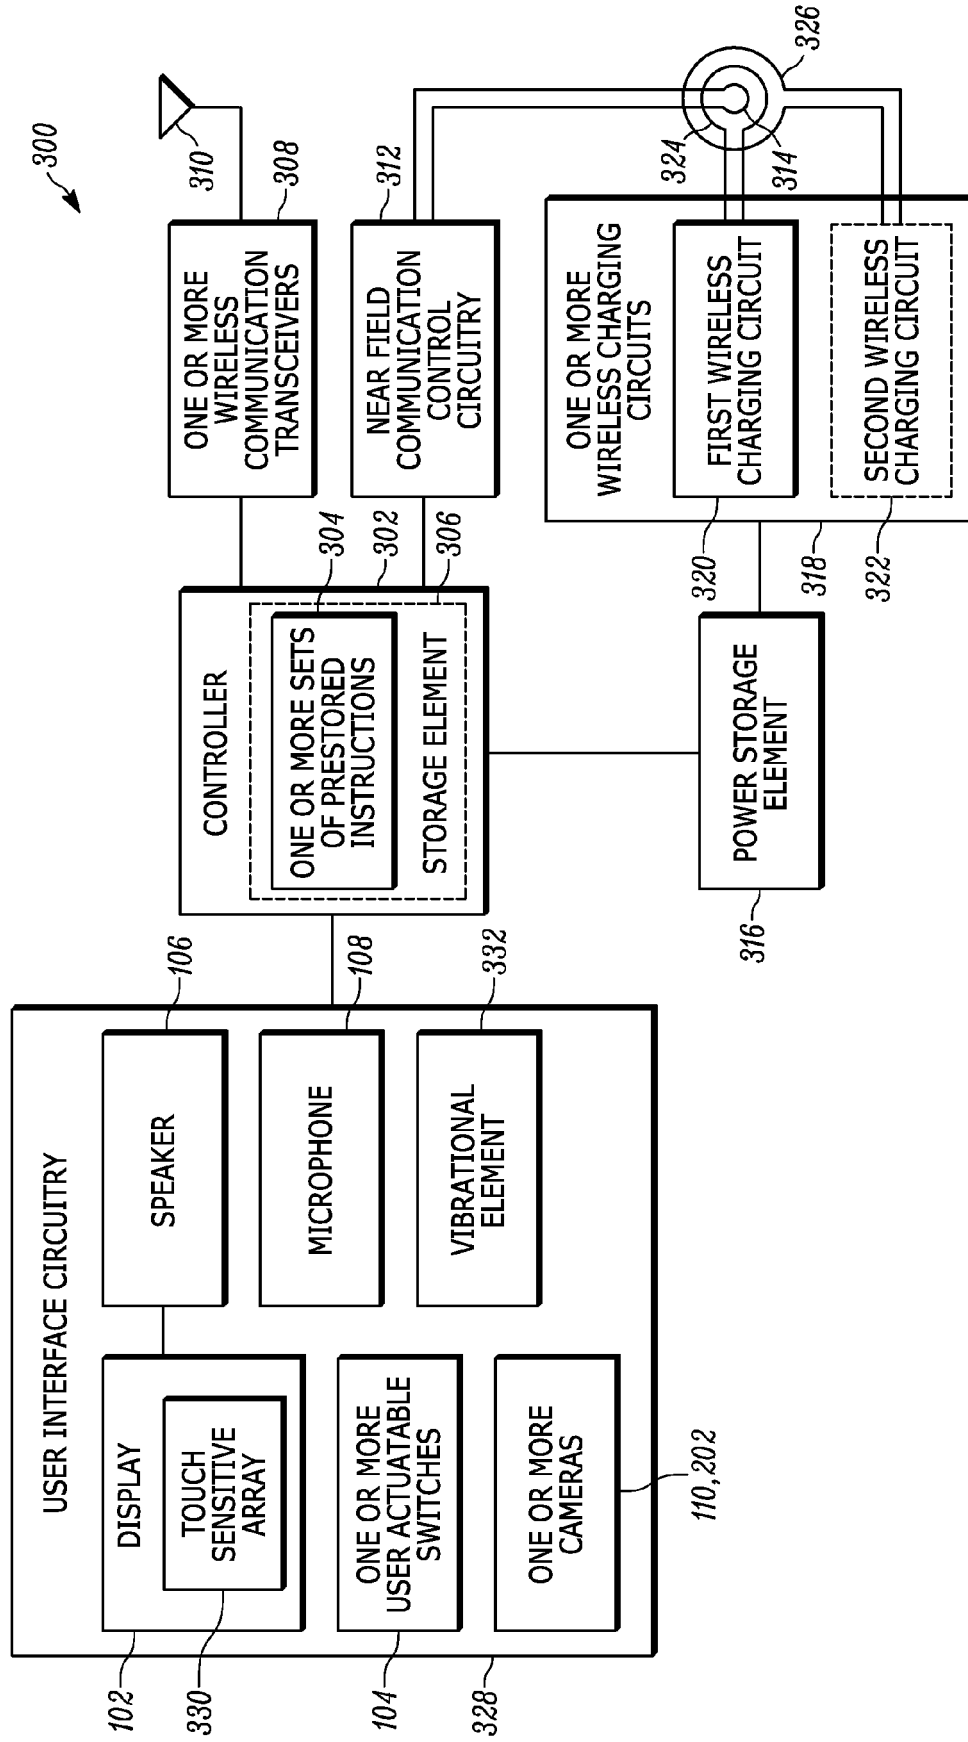 300
USER INTERFACE CIRCUITRY
102
DISPLAY
330
TOUCH
SENSITIVE
ARRAY
SPEAKER
106
104
ONE OR MORE
USER ACTUATABLE
SWITCHES
MICROPHONE
108
ONE OR MORE
CAMERAS
110,202
VIBRATIONAL
ELEMENT
332
328
CONTROLLER
ONE OR MORE SETS
OF PRESTORED
INSTRUCTIONS
STORAGE ELEMENT
304
302
306
ONE OR MORE
WIRELESS
COMMUNICATION
TRANSCEIVERS
310
308
NEAR FIELD
COMMUNICATION
CONTROL
CIRCUITRY
312
316
POWER STORAGE
ELEMENT
ONE OR MORE
WIRELESS CHARGING
CIRCUITS
320
FIRST WIRELESS
CHARGING CIRCUIT
318
322
SECOND WIRELESS
CHARGING CIRCUIT
324
314
326